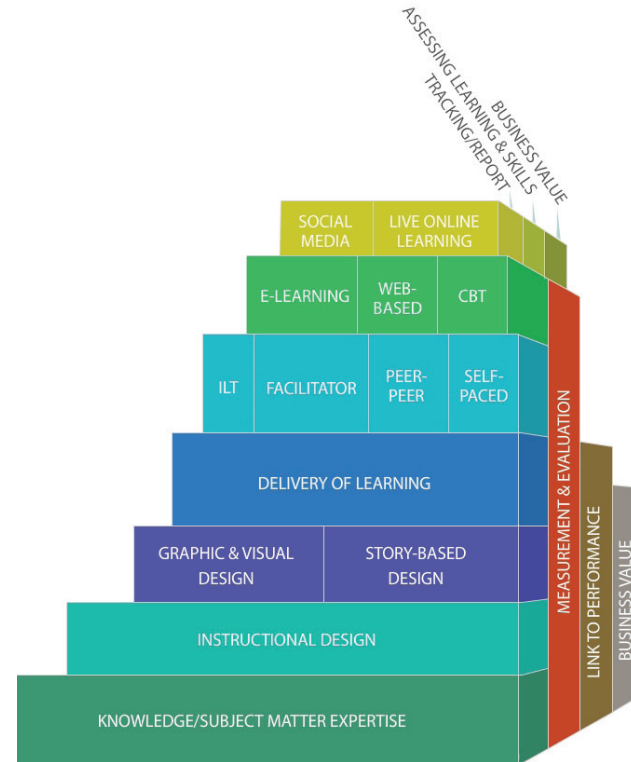 ASSESSING LEARNING & SKILLS
TRACKING/REPORT
BUSINESS VALUE
SOCIAL
MEDIA
LIVE ONLINE
LEARNING
E-LEARNING
WEB-
BASED
CBT
ILT
FACILITATOR
PEER-
PEER
SELF-
PACED
DELIVERY OF LEARNING
GRAPHIC & VISUAL
DESIGN
STORY-BASED
DESIGN
INSTRUCTIONAL DESIGN
KNOWLEDGE/SUBJECT MATTER EXPERTISE
MEASUREMENT & EVALUATION
LINK TO PERFORMANCE
BUSINESS VALUE